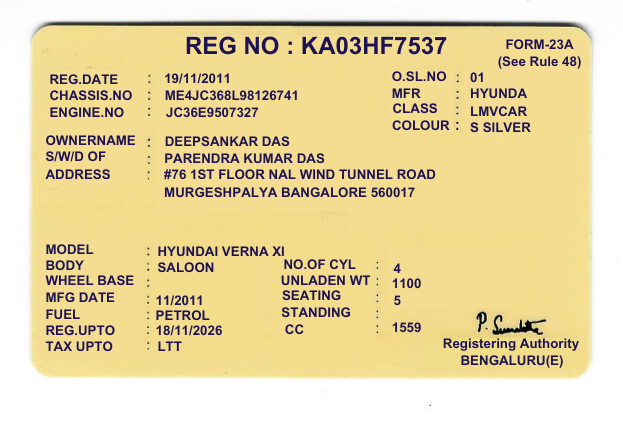 REG NO : KA03HF7537
FORM-23A
(See Rule 48)
REG.DATE : 19/11/2011 O.SL.NO : 01
CHASSIS.NO : ME4JC368L98126741 MFR : HYUNDA
ENGINE.NO : JC36E9507327 CLASS : LMVCAR
COLOUR : S SILVER
OWNERNAME : DEEPSANKAR DAS
S/W/D OF : PARENDRA KUMAR DAS
ADDRESS : #76 1ST FLOOR NAL WIND TUNNEL ROAD
MURGESHPALYA BANGALORE 560017
MODEL : HYUNDAI VERNA XI
BODY : SALOON NO.OF CYL : 4
WHEEL BASE : UNLADEN WT : 1100
MFG DATE : 11/2011 SEATING : 5
FUEL : PETROL STANDING :
REG.UPTO : 18/11/2026 CC : 1559
TAX UPTO : LTT
Registering Authority
BENGALURU(E)